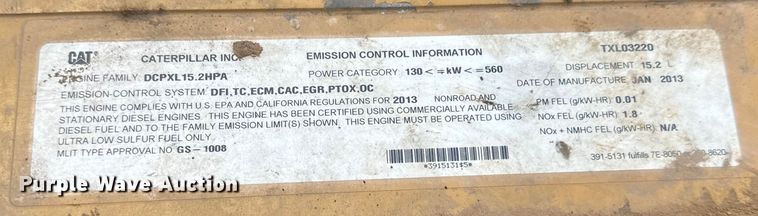 CAT CATERPILLAR INC. EMISSION CONTROL INFORMATION TXL03220
ENGINE FAMILY: DCPXL15.2HPA POWER CATEGORY: 130 <=kW<=560 DISPLACEMENT: 15.2 L
EMISSION-CONTROL SYSTEM: DFI,TC,ECM,CAC,EGR,PTOX,OC DATE OF MANUFACTURE: JAN 2013
THIS ENGINE COMPLIES WITH U.S. EPA AND CALIFORNIA REGULATIONS FOR 2013 NONROAD AND PM FEL (g/kW-HR): 0.01
STATIONARY DIESEL ENGINES. THIS ENGINE HAS BEEN CERTIFIED USING COMMERCIALLY AVAILABLE NOx FEL (g/kW-HR): 1.8
DIESEL FUEL AND TO THE FAMILY EMISSION LIMIT(S) SHOWN. THIS ENGINE MUST BE OPERATED USING NOx + NMHC FEL (g/kW-HR): N/A
ULTRA LOW SULFUR FUEL ONLY.
MLIT TYPE APPROVAL NO GS-1008
*3915131#5*
391-5131 fulfills 7E-8050
Purple Wave Auction